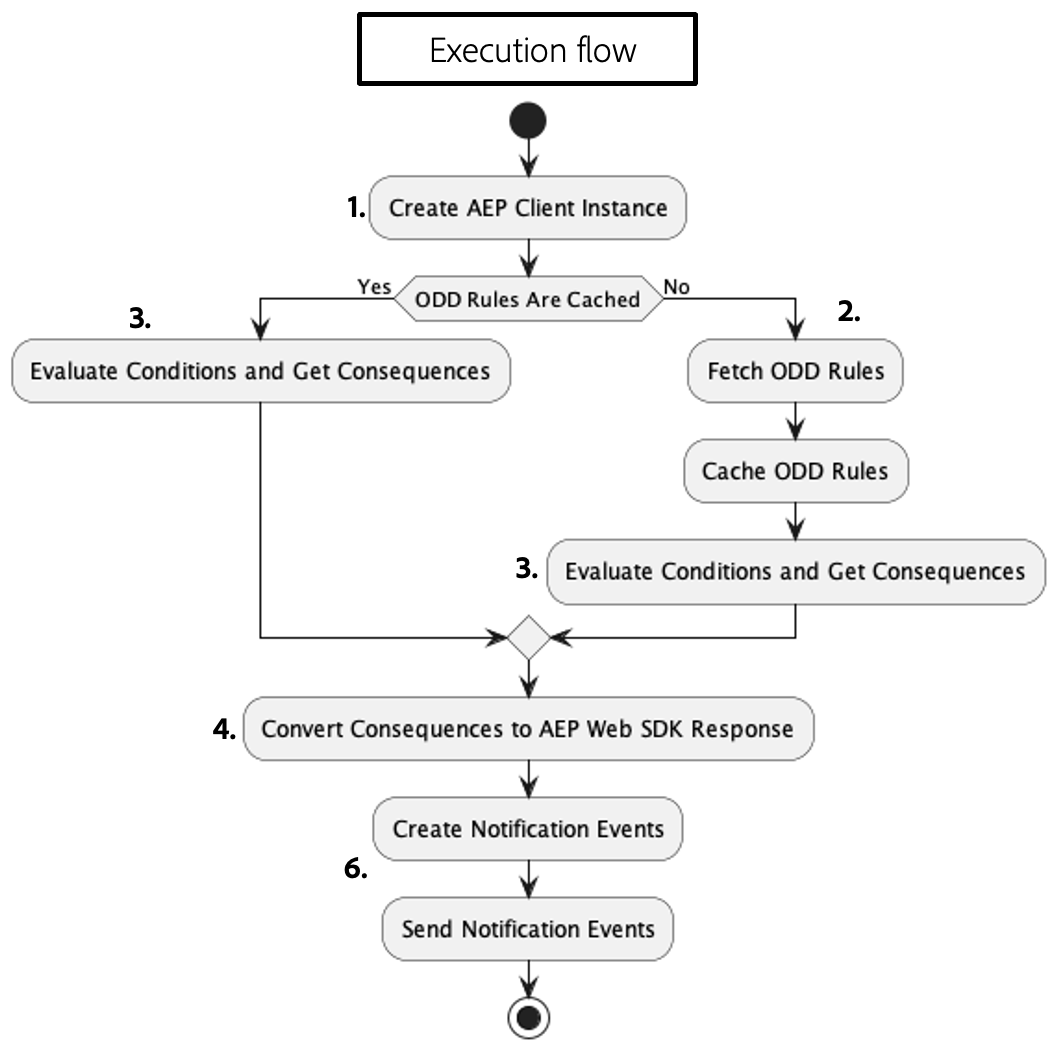 Execution flow
1.
Create AEP Client Instance
Yes
ODD Rules Are Cached
No
3.
2.
Evaluate Conditions and Get Consequences
Fetch ODD Rules
Cache ODD Rules
3.
Evaluate Conditions and Get Consequences
4.
Convert Consequences to AEP Web SDK Response
Create Notification Events
6.
Send Notification Events